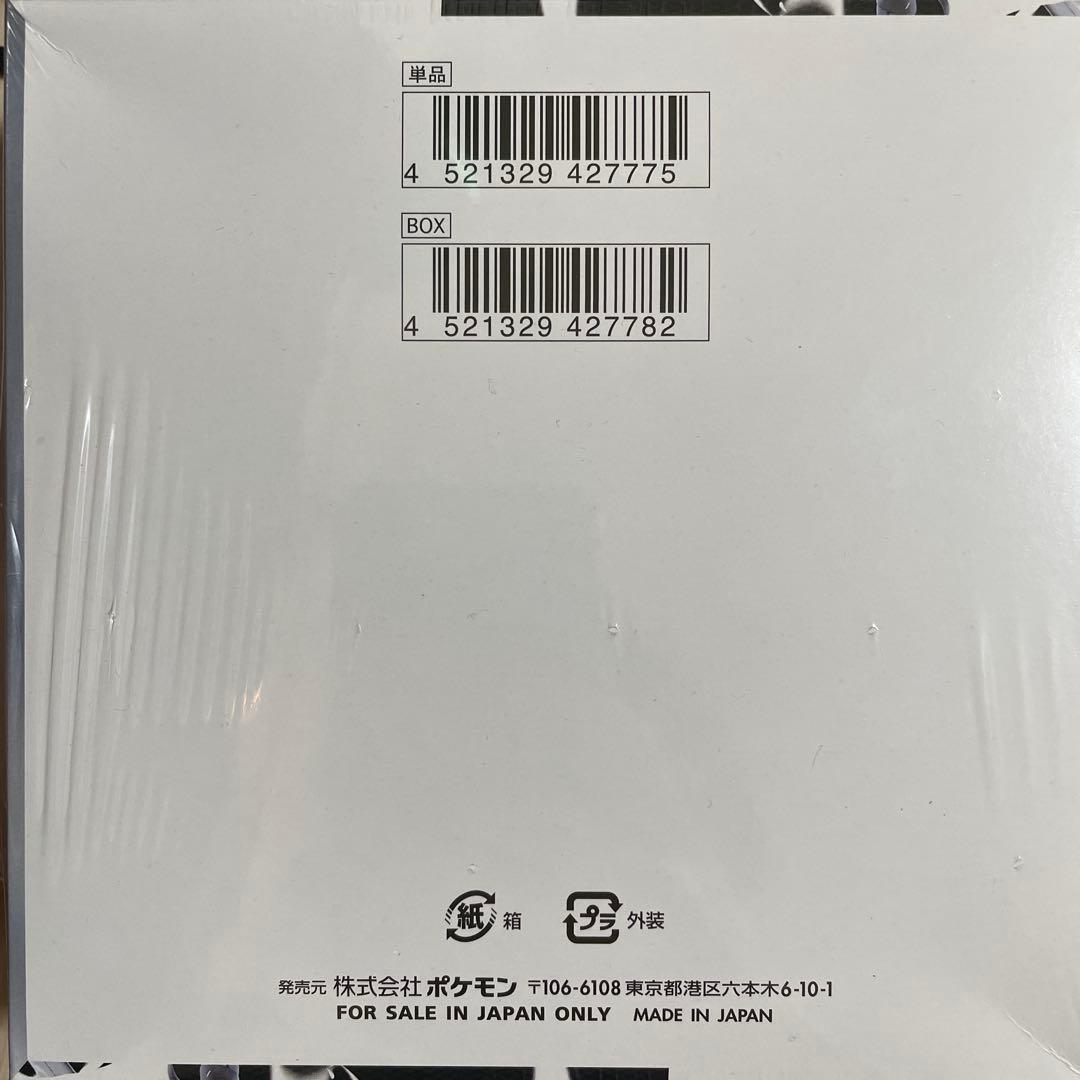 単品
4 521329 427775
BOX
4 521329 427782
紙 箱 プラ 外装
発売元 株式会社 ポケモン 〒106-6108 東京都港区六本木6-10-1
FOR SALE IN JAPAN ONLY MADE IN JAPAN